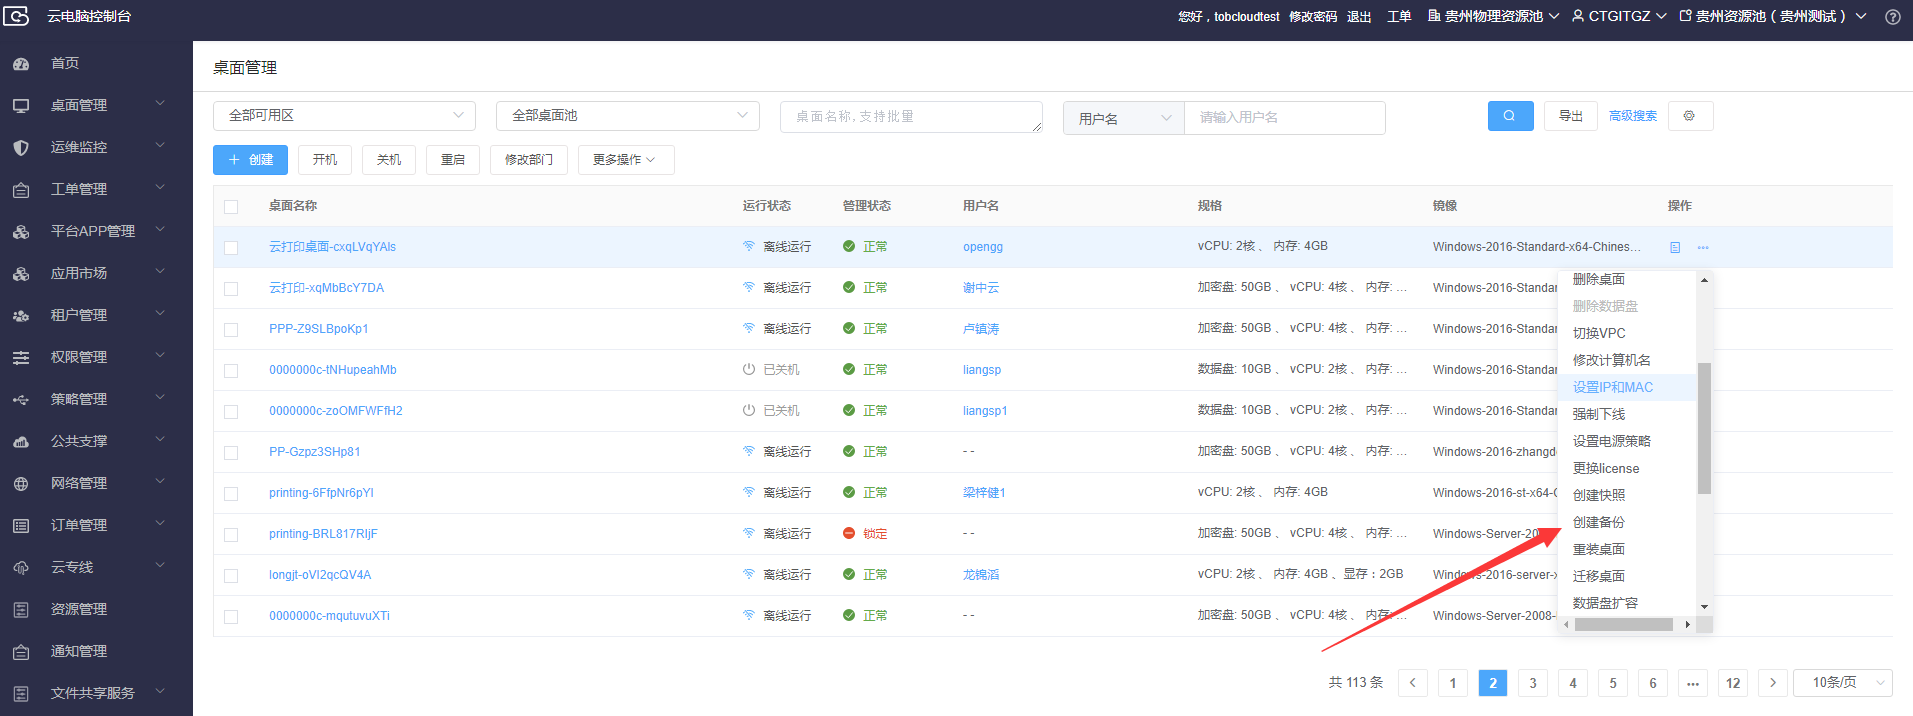 云电脑控制台
您好，tobcloudtest 修改密码 退出 工单 贵州物理资源池 CTGITGZ 贵州资源池（贵州测试）
首页
桌面管理
运维监控
工单管理
平台APP管理
应用市场
租户管理
权限管理
策略管理
公共支撑
网络管理
订单管理
云专线
资源管理
通知管理
文件共享服务
桌面管理
全部可用区 全部桌面池 桌面名称,支持批量 用户名 请输入用户名 导出 高级搜索
＋ 创建 开机 关机 重启 修改部门 更多操作
桌面名称 运行状态 管理状态 用户名 规格 镜像 操作
云打印桌面-cxqLVqYAls 离线运行 正常 opengg vCPU: 2核 、 内存: 4GB Windows-2016-Standard-x64-Chines...
云打印-xqMbBcY7DA 离线运行 正常 谢中云 加密盘: 50GB 、 vCPU: 4核 、 内存: ... Windows-2016-Standar
PPP-Z9SLBpoKp1 离线运行 正常 卢镇涛 加密盘: 50GB 、 vCPU: 4核 、 内存: ... Windows-2016-Standar
0000000c-tNHupeahMb 已关机 正常 liangsp 数据盘: 10GB 、 vCPU: 2核 、 内存: ... Windows-2016-Standar
0000000c-zoOMFWFfH2 已关机 正常 liangsp1 数据盘: 10GB 、 vCPU: 2核 、 内存: ... Windows-2016-Standar
PP-Gzpz3SHp81 离线运行 正常 - - 加密盘: 50GB 、 vCPU: 4核 、 内存: ... Windows-2016-zhangd
printing-6FfpNr6pYI 离线运行 正常 梁梓健1 vCPU: 2核 、 内存: 4GB Windows-2016-st-x64-C
printing-BRL817RIjF 离线运行 锁定 - - 加密盘: 50GB 、 vCPU: 4核 、 内存: ... Windows-Server-20
longjt-oVI2qcQV4A 离线运行 正常 龙锦滔 vCPU: 2核 、 内存: 4GB 、显存：2GB Windows-2016-server-x
0000000c-mqutuvuXTi 离线运行 正常 - - 加密盘: 50GB 、 vCPU: 4核 、 内存: ... Windows-Server-2008-
删除桌面
删除数据盘
切换VPC
修改计算机名
设置IP和MAC
强制下线
设置电源策略
更换license
创建快照
创建备份
重装桌面
迁移桌面
数据盘扩容
共 113 条 1 2 3 4 5 6 ... 12 10条/页